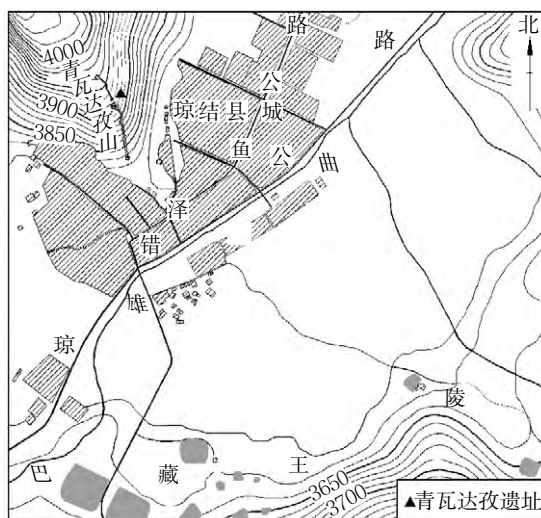 北
4000
3900
3850
青瓦达孜山
琼结县城
错泽鱼公路
公路
琼雄曲
巴
藏王陵
3650
3700
▲青瓦达孜遗址